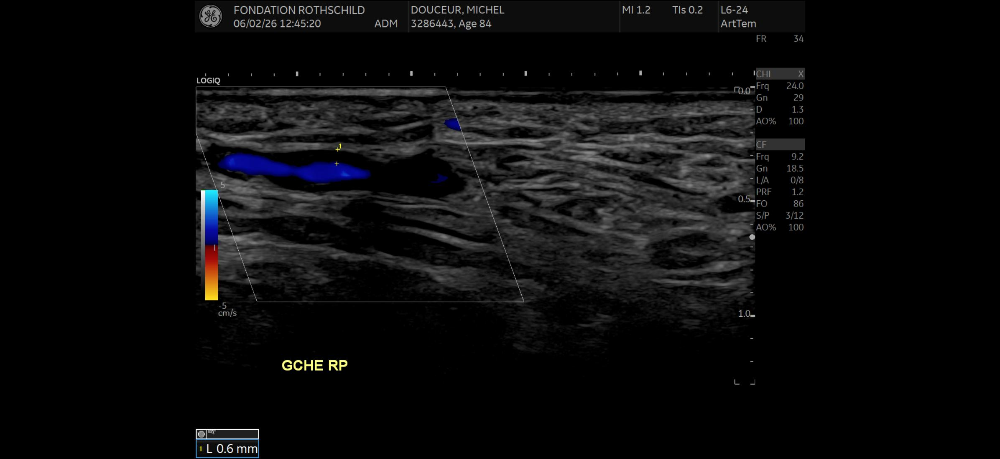 FONDATION ROTHSCHILD
06/02/26 12:45:20 ADM
DOUCEUR, MICHEL
3286443, Age 84
MI 1.2 TIs 0.2
L6-24
ArtTem
FR 34
CHI X
Frq 24.0
Gn 29
D 1.3
AO% 100
CF
Frq 9.2
Gn 18.5
L/A 0/8
PRF 1.2
FO 86
S/P 3/12
AO% 100
LOGIQ
0.0
1
5
0.5
-5
cm/s
1.0
GCHE RP
1 L 0.6 mm